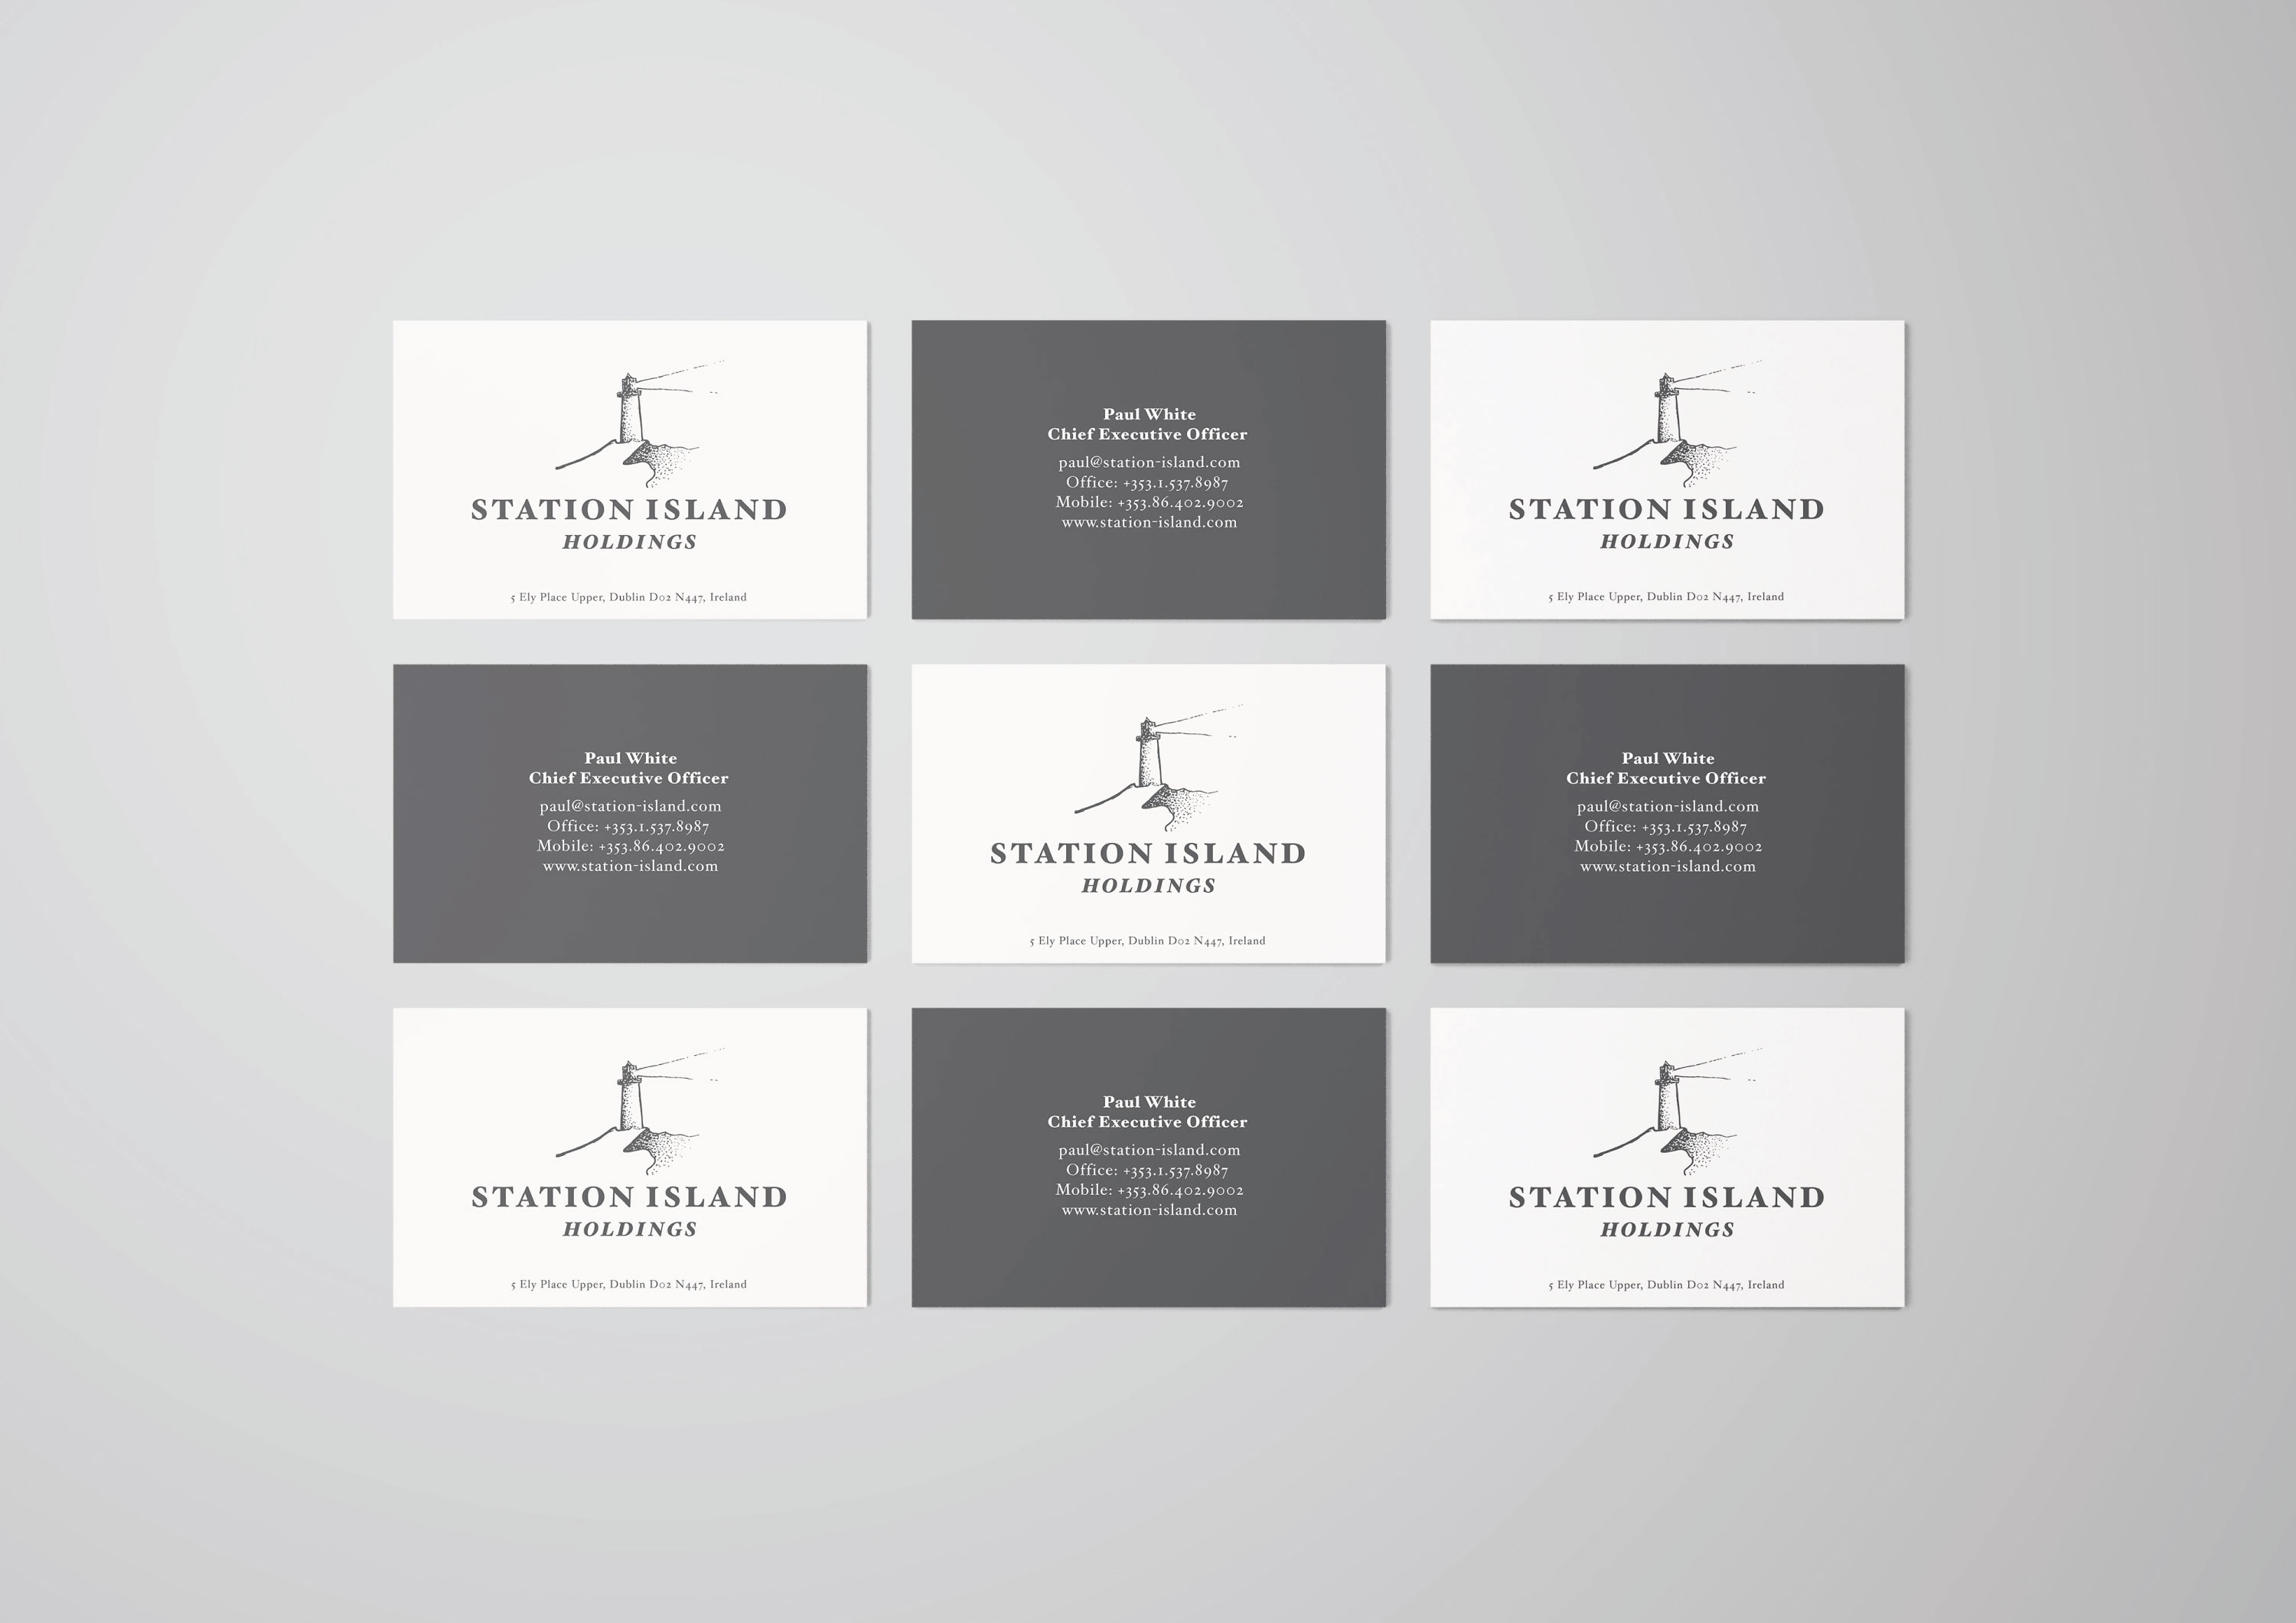 STATION ISLAND
HOLDINGS
5 Ely Place Upper, Dublin D02 N447, Ireland
Paul White
Chief Executive Officer
paul@station-island.com
Office: +353.1.537.8987
Mobile: +353.86.402.9002
www.station-island.com
STATION ISLAND
HOLDINGS
5 Ely Place Upper, Dublin D02 N447, Ireland
Paul White
Chief Executive Officer
paul@station-island.com
Office: +353.1.537.8987
Mobile: +353.86.402.9002
www.station-island.com
STATION ISLAND
HOLDINGS
5 Ely Place Upper, Dublin D02 N447, Ireland
Paul White
Chief Executive Officer
paul@station-island.com
Office: +353.1.537.8987
Mobile: +353.86.402.9002
www.station-island.com
STATION ISLAND
HOLDINGS
5 Ely Place Upper, Dublin D02 N447, Ireland
Paul White
Chief Executive Officer
paul@station-island.com
Office: +353.1.537.8987
Mobile: +353.86.402.9002
www.station-island.com
STATION ISLAND
HOLDINGS
5 Ely Place Upper, Dublin D02 N447, Ireland